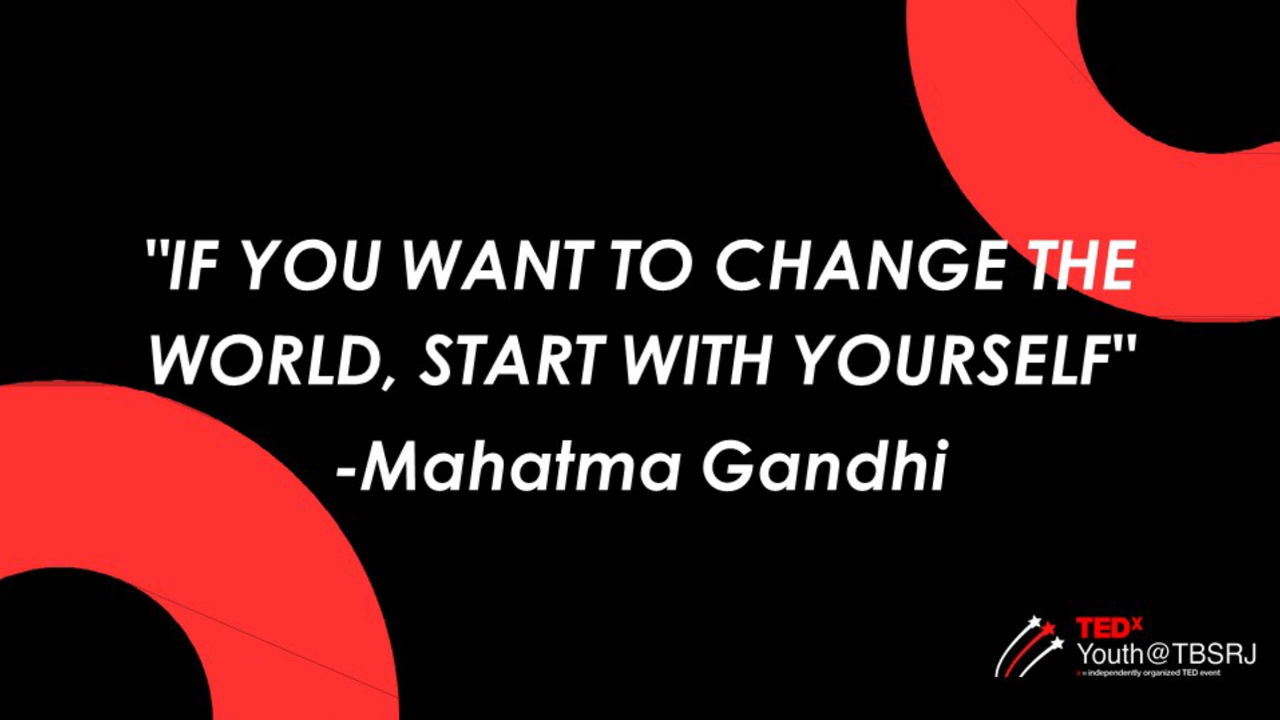 "IF YOU WANT TO CHANGE THE
WORLD, START WITH YOURSELF"
-Mahatma Gandhi
TEDx
Youth@TBSRJ
x = independently organized TED event